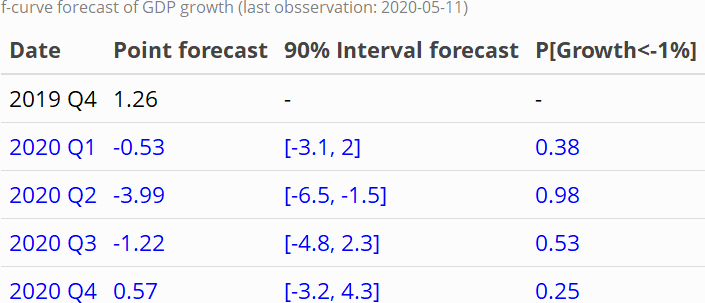 f-curve forecast of GDP growth (last obsservation: 2020-05-11)
Date Point forecast 90% Interval forecast P[Growth<-1%]
2019 Q4 1.26 - -
2020 Q1 -0.53 [-3.1, 2] 0.38
2020 Q2 -3.99 [-6.5, -1.5] 0.98
2020 Q3 -1.22 [-4.8, 2.3] 0.53
2020 Q4 0.57 [-3.2, 4.3] 0.25